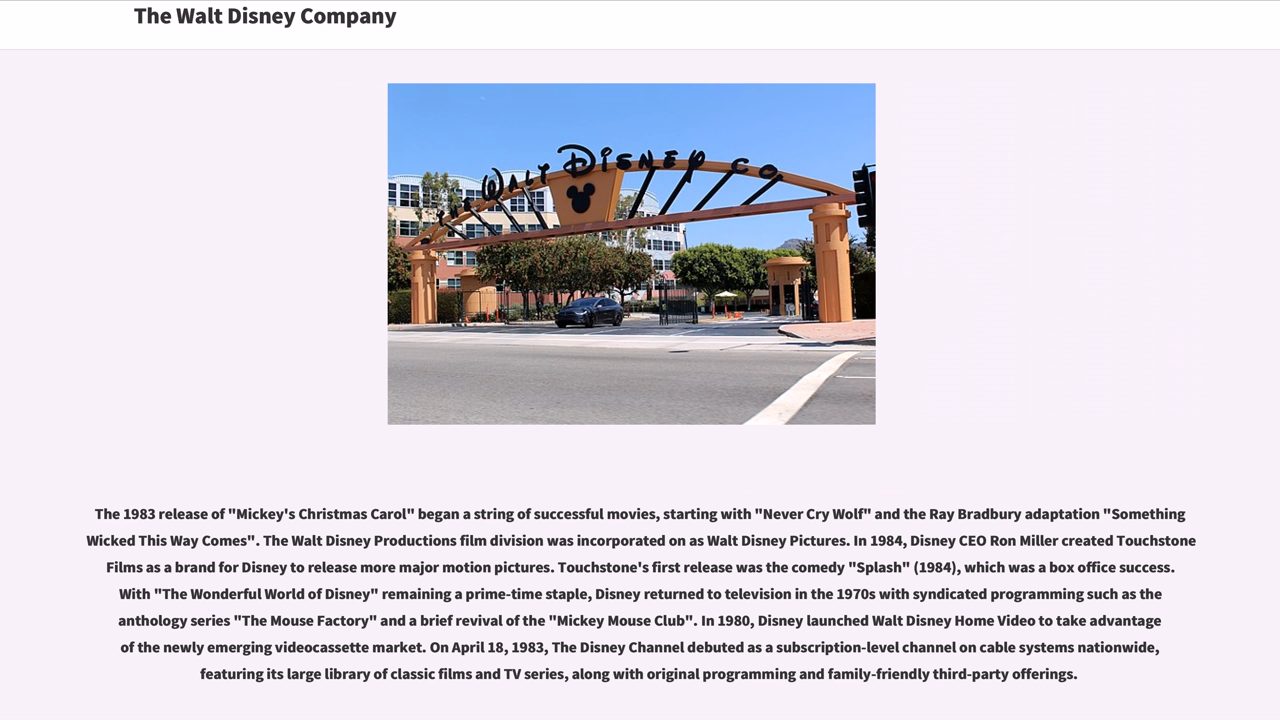 The Walt Disney Company
THE WALT DISNEY CO.
The 1983 release of "Mickey's Christmas Carol" began a string of successful movies, starting with "Never Cry Wolf" and the Ray Bradbury adaptation "Something
Wicked This Way Comes". The Walt Disney Productions film division was incorporated on as Walt Disney Pictures. In 1984, Disney CEO Ron Miller created Touchstone
Films as a brand for Disney to release more major motion pictures. Touchstone's first release was the comedy "Splash" (1984), which was a box office success.
With "The Wonderful World of Disney" remaining a prime-time staple, Disney returned to television in the 1970s with syndicated programming such as the
anthology series "The Mouse Factory" and a brief revival of the "Mickey Mouse Club". In 1980, Disney launched Walt Disney Home Video to take advantage
of the newly emerging videocassette market. On April 18, 1983, The Disney Channel debuted as a subscription-level channel on cable systems nationwide,
featuring its large library of classic films and TV series, along with original programming and family-friendly third-party offerings.